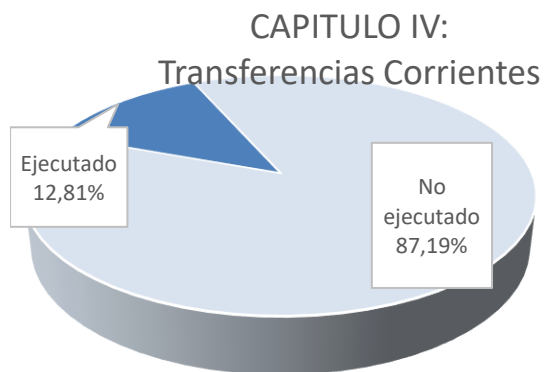 CAPITULO IV:
Transferencias Corrientes
Ejecutado
12,81%
No
ejecutado
87,19%